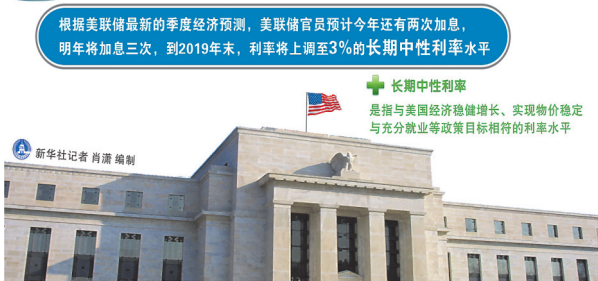 根据美联储最新的季度经济预测，美联储官员预计今年还有两次加息，
明年将加息三次，到2019年末，利率将上调至3%的长期中性利率水平
长期中性利率
是指与美国经济稳健增长、实现物价稳定
与充分就业等政策目标相符的利率水平
新华社记者 肖潇 编制